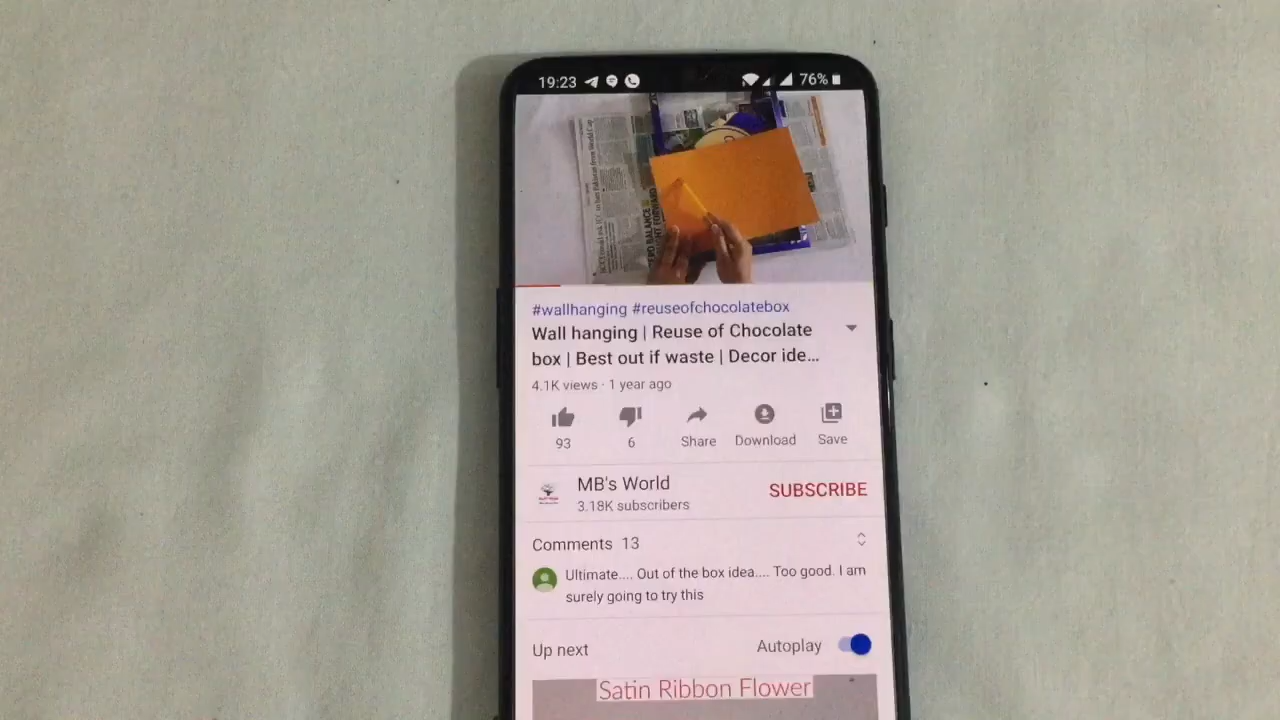 19:23 76%
ZERO BALANCE
#wallhanging #reuseofchocolatebox
Wall hanging | Reuse of Chocolate
box | Best out if waste | Decor ide...
4.1K views · 1 year ago
93 6 Share Download Save
MB's World
3.18K subscribers
SUBSCRIBE
Comments 13
Ultimate.... Out of the box idea.... Too good. I am
surely going to try this
Up next Autoplay
Satin Ribbon Flower